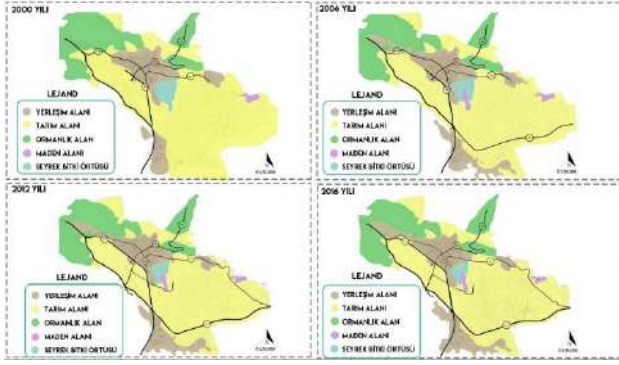 2000 YILI
LEJAND
YERLEŞİM ALANI
TARIM ALANI
ORMANLIK ALAN
MADEN ALANI
SEYREK BİTKİ ÖRTÜSÜ
2006 YILI
LEJAND
YERLEŞİM ALANI
TARIM ALANI
ORMANLIK ALAN
MADEN ALANI
SEYREK BİTKİ ÖRTÜSÜ
2012 YILI
LEJAND
YERLEŞİM ALANI
TARIM ALANI
ORMANLIK ALAN
MADEN ALANI
SEYREK BİTKİ ÖRTÜSÜ
2016 YILI
LEJAND
YERLEŞİM ALANI
TARIM ALANI
ORMANLIK ALAN
MADEN ALANI
SEYREK BİTKİ ÖRTÜSÜ